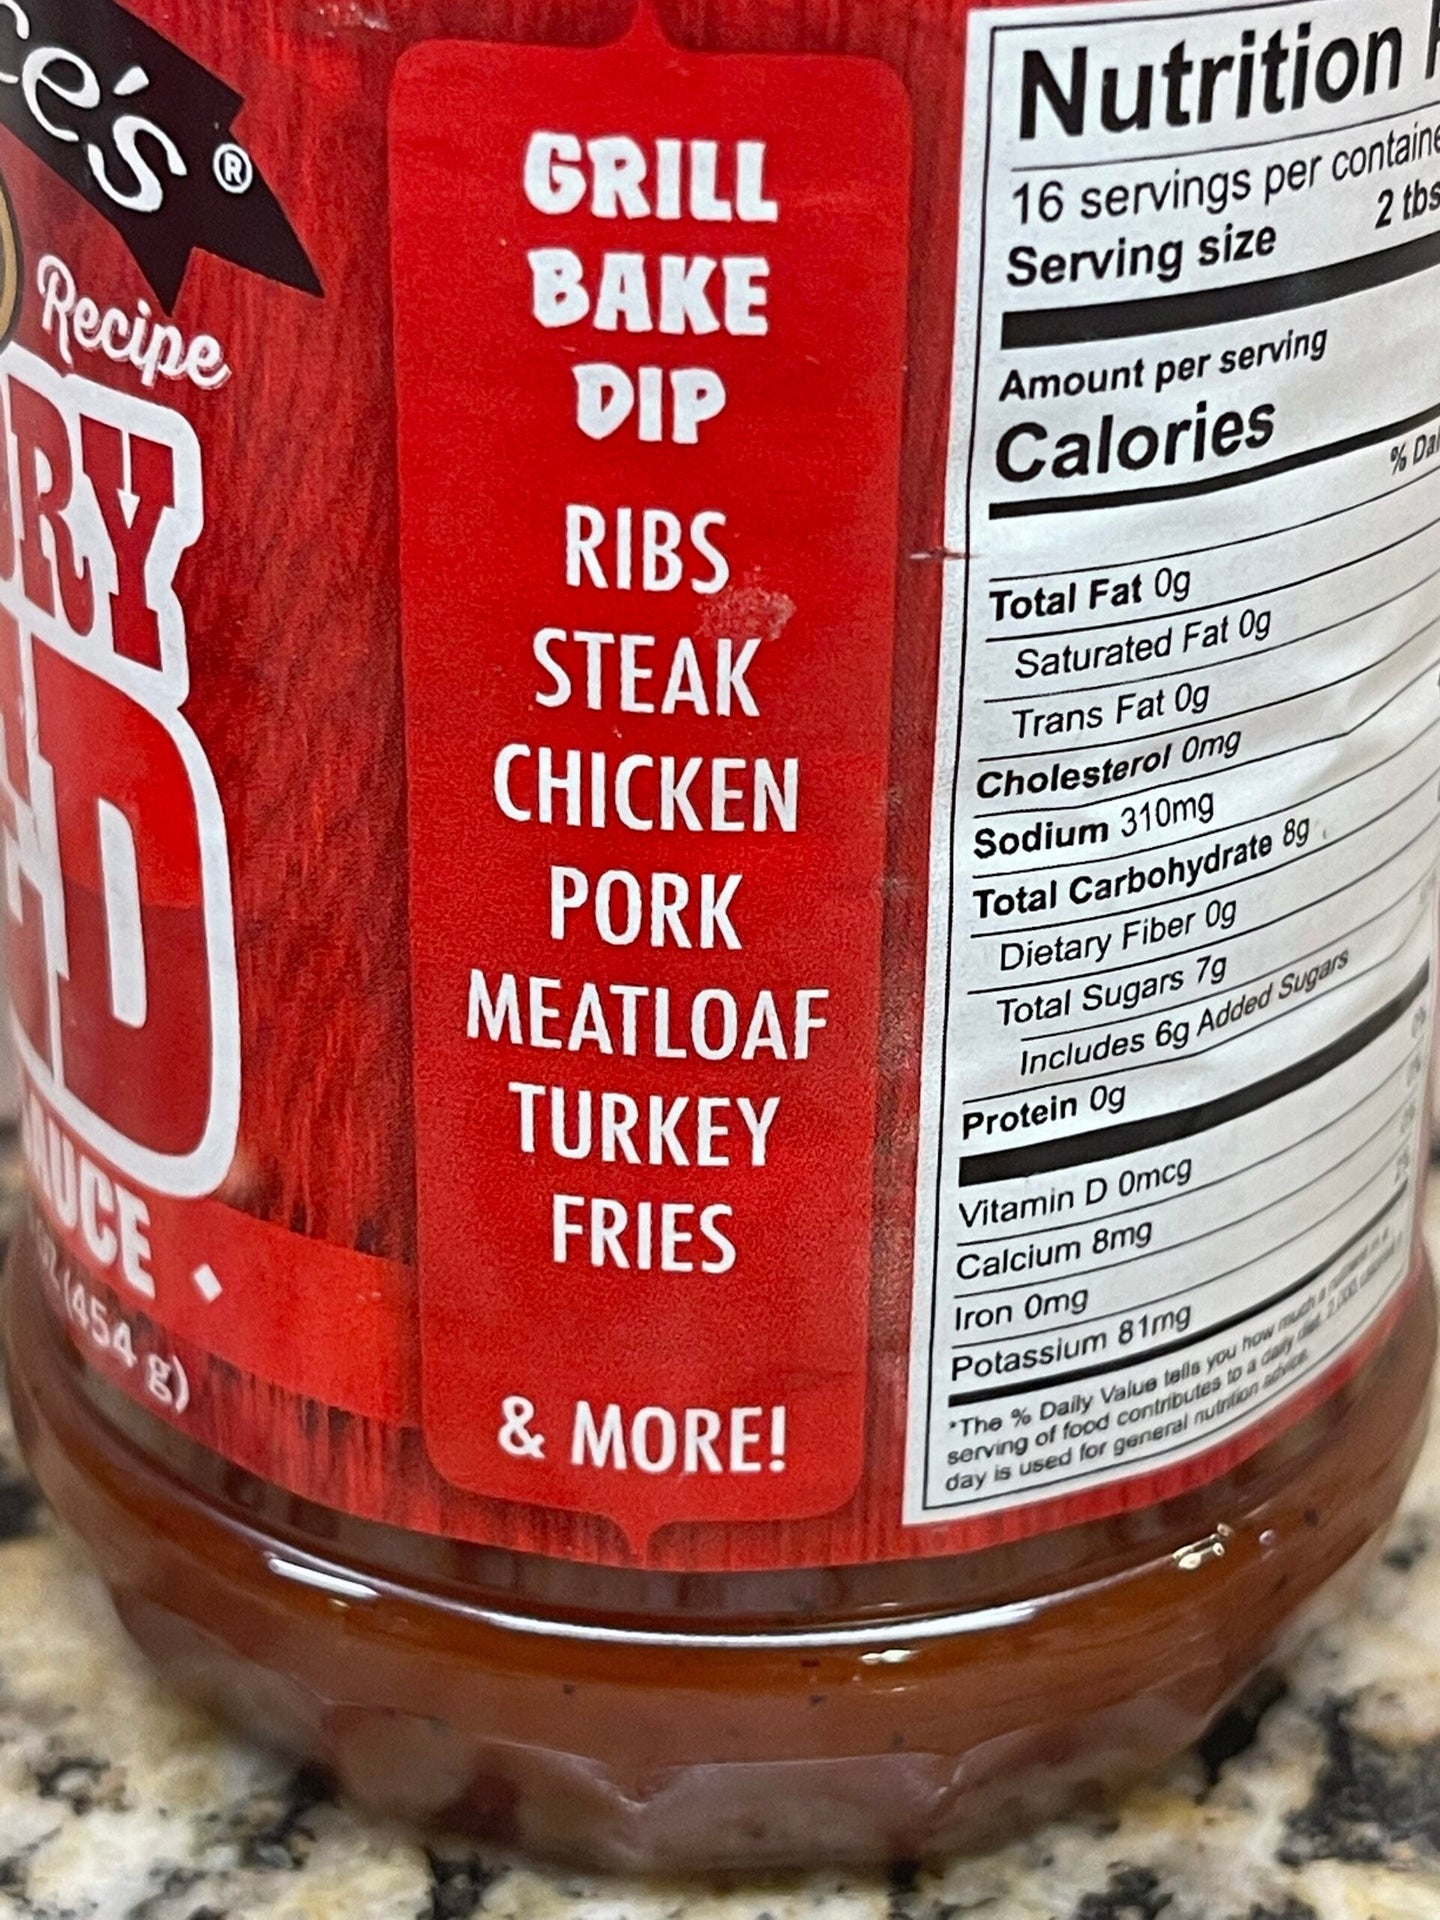 e's ®
Recipe
RY
D
AUCE
(454 g)
GRILL
BAKE
DIP
RIBS
STEAK
CHICKEN
PORK
MEATLOAF
TURKEY
FRIES
& MORE!
Nutrition
16 servings per containe
Serving size 2 tbs
Amount per serving
Calories
% Dai
Total Fat 0g
Saturated Fat 0g
Trans Fat 0g
Cholesterol 0mg
Sodium 310mg
Total Carbohydrate 8g
Dietary Fiber 0g
Total Sugars 7g
Includes 6g Added Sugars
Protein 0g
Vitamin D 0mcg
Calcium 8mg
Iron 0mg
Potassium 81mg
*The % Daily Value tells you how much a nutrient in a
serving of food contributes to a daily diet. 2,000 calories a
day is used for general nutrition advice.